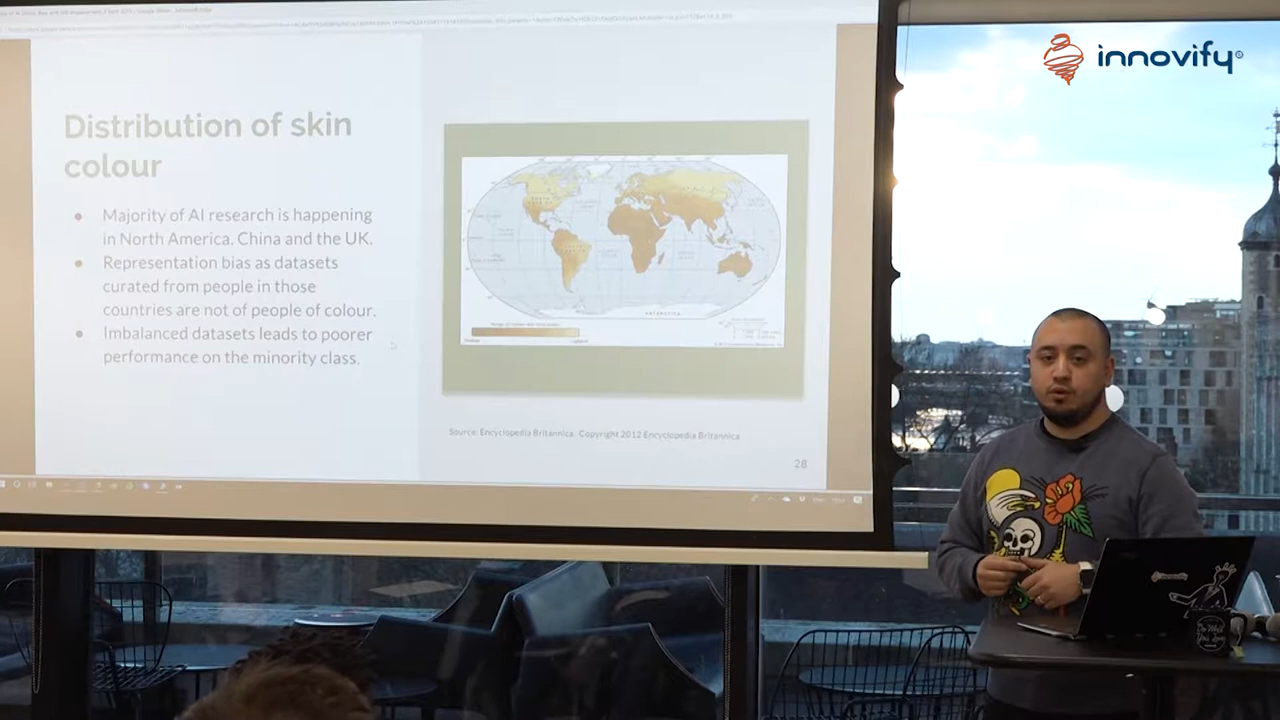 innovify
Distribution of skin
colour
Majority of AI research is happening
in North America, China and the UK.
Representation bias as datasets
curated from people in those
countries are not of people of colour.
Imbalanced datasets leads to poorer
performance on the minority class.
ANTARCTICA
Source: Encyclopedia Britannica. Copyright 2012 Encyclopedia Britannica
28
innovify